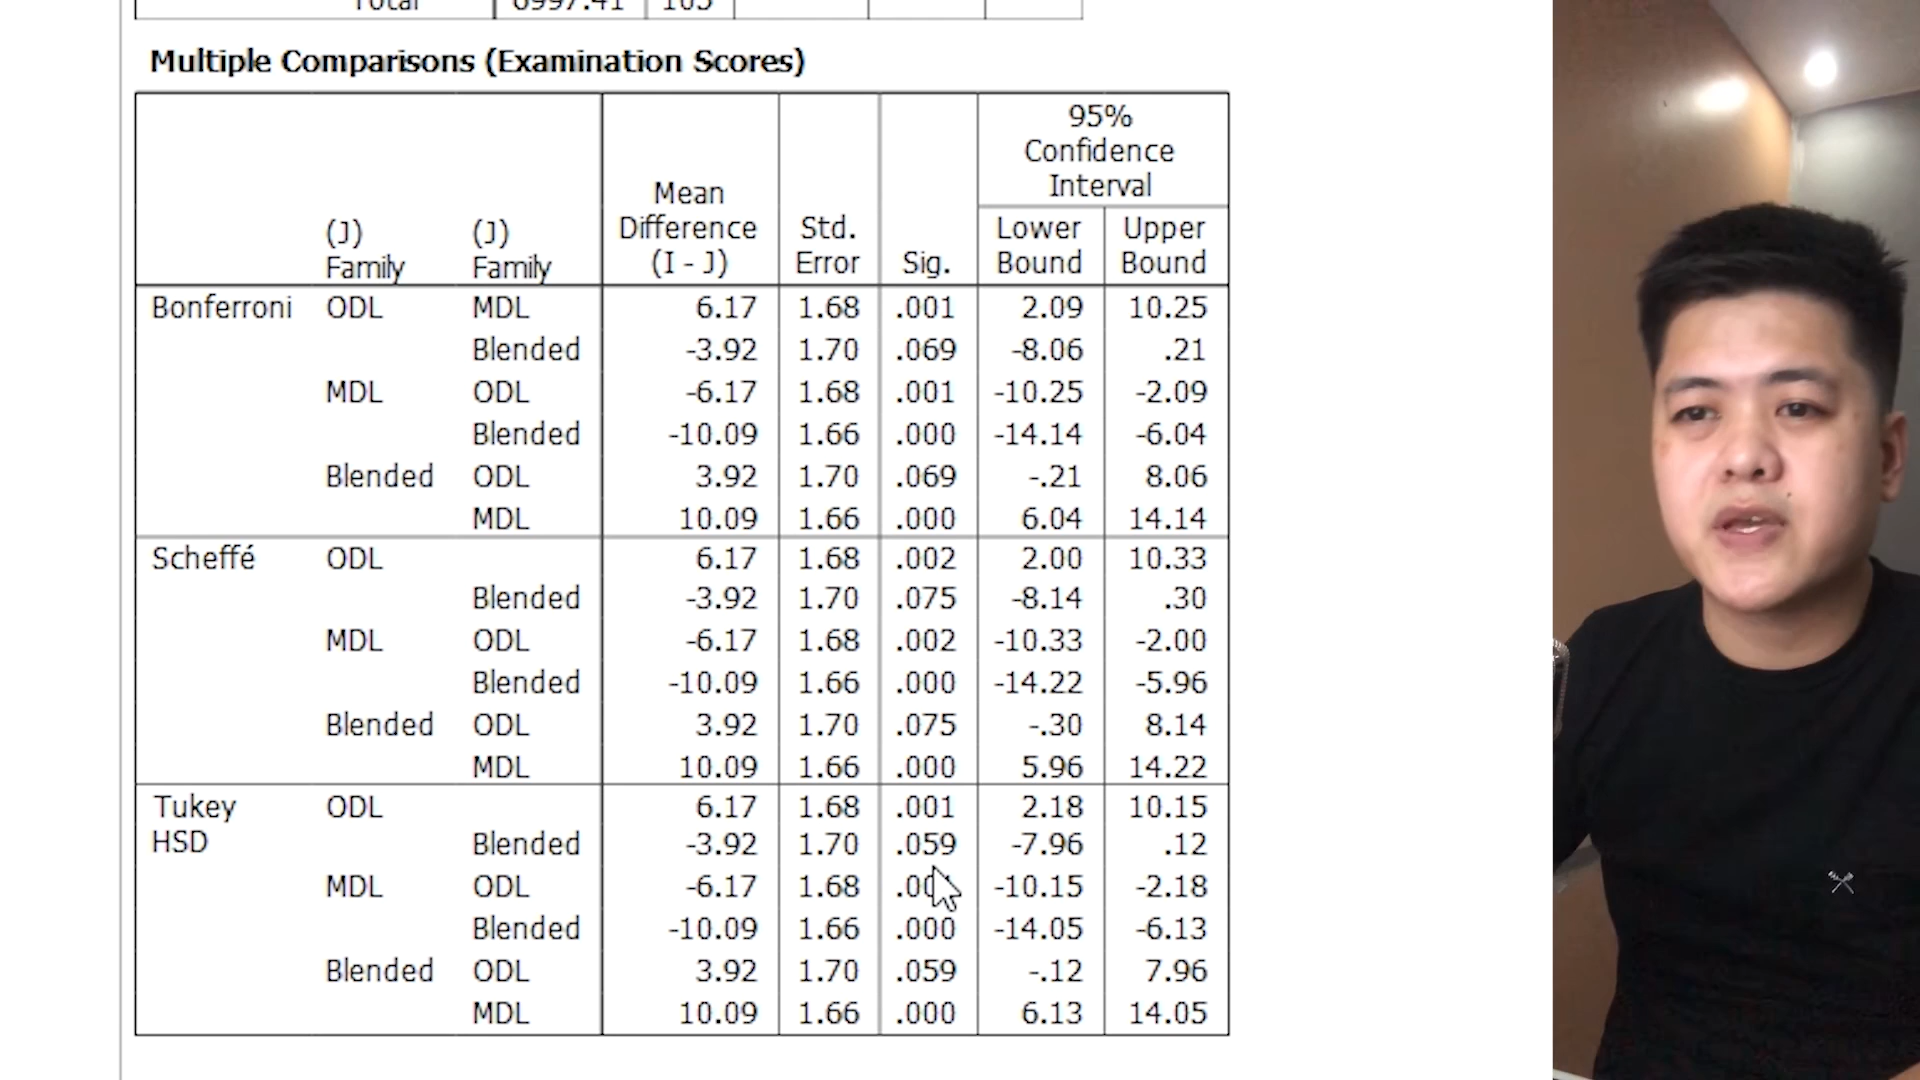 Total 6997.41 105
Multiple Comparisons (Examination Scores)
95%
Confidence
Interval
(J) Family (J) Family Mean Difference (I - J) Std. Error Sig. Lower Bound Upper Bound
Bonferroni ODL MDL 6.17 1.68 .001 2.09 10.25
Blended -3.92 1.70 .069 -8.06 .21
MDL ODL -6.17 1.68 .001 -10.25 -2.09
Blended -10.09 1.66 .000 -14.14 -6.04
Blended ODL 3.92 1.70 .069 -.21 8.06
MDL 10.09 1.66 .000 6.04 14.14
Scheffé ODL 6.17 1.68 .002 2.00 10.33
Blended -3.92 1.70 .075 -8.14 .30
MDL ODL -6.17 1.68 .002 -10.33 -2.00
Blended -10.09 1.66 .000 -14.22 -5.96
Blended ODL 3.92 1.70 .075 -.30 8.14
MDL 10.09 1.66 .000 5.96 14.22
Tukey ODL 6.17 1.68 .001 2.18 10.15
HSD Blended -3.92 1.70 .059 -7.96 .12
MDL ODL -6.17 1.68 -10.15 -2.18
Blended -10.09 1.66 .000 -14.05 -6.13
Blended ODL 3.92 1.70 .059 -.12 7.96
MDL 10.09 1.66 .000 6.13 14.05